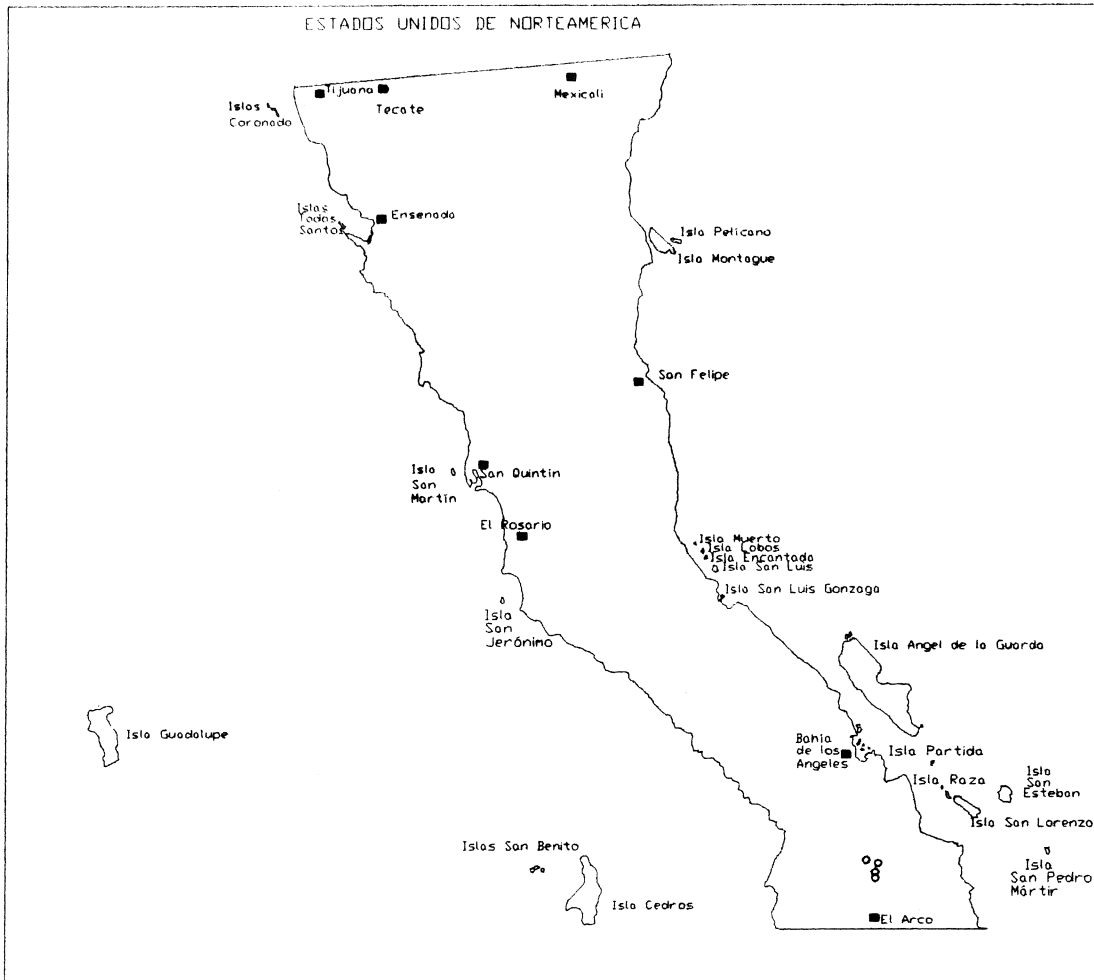 ESTADOS UNIDOS DE NORTEAMERICA
Tijuana
Tecate
Mexicali
Islas
Coronado
Islas
Todas
Santos
Ensenada
Isla Pelicano
Isla Montague
San Felipe
Isla
San
Martín
San Quintin
El Rosario
Isla Muerto
Isla Lobos
Isla Encantada
Isla San Luis
Isla San Luis Gonzaga
Isla
San
Jerónimo
Isla Angel de la Guarda
Isla Guadalupe
Bahia
de los
Angeles
Isla Partida
Isla Raza
Isla
San
Esteban
Isla San Lorenzo
Islas San Benito
Isla Cedros
Isla
San Pedro
Mártir
El Arco